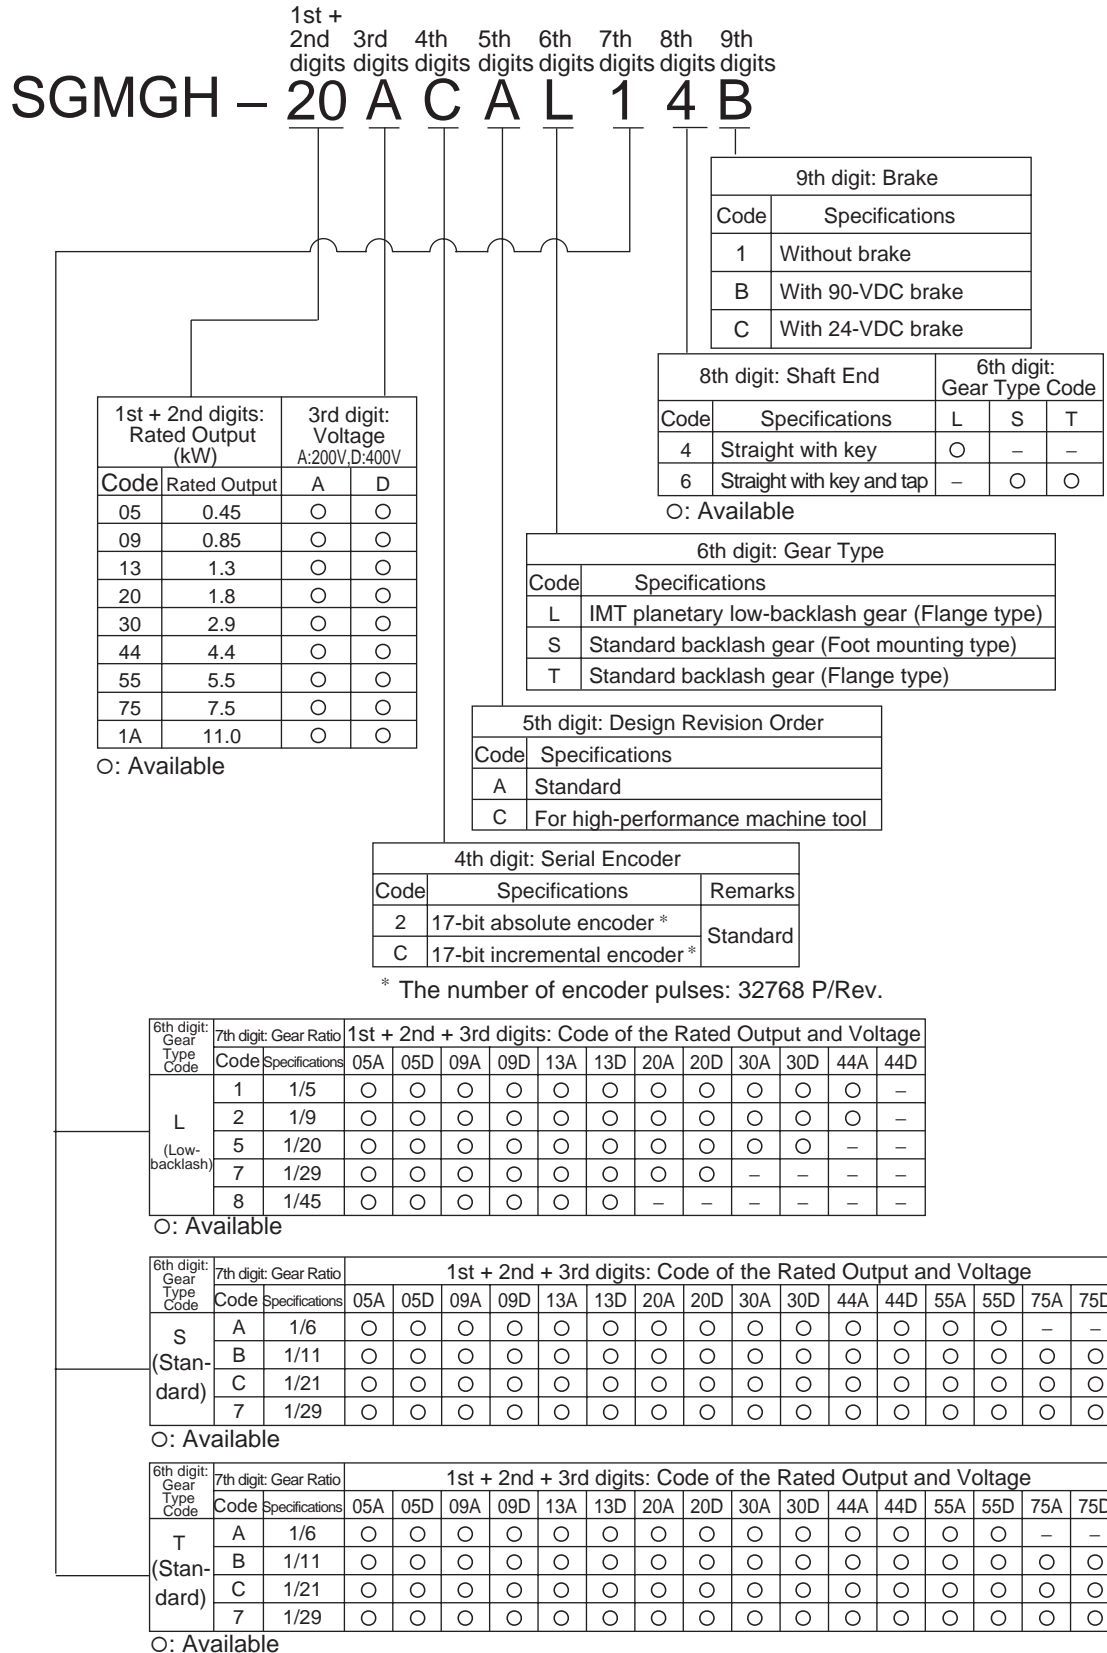 1st +
2nd 3rd 4th 5th 6th 7th 8th 9th
digits digits digits digits digits digits digits digits
SGMGH – 20 A C A L 1 4 B
9th digit: Brake
Code Specifications
1 Without brake
B With 90-VDC brake
C With 24-VDC brake
8th digit: Shaft End 6th digit:
Gear Type Code
Code Specifications L S T
4 Straight with key ○ – –
6 Straight with key and tap – ○ ○
○: Available
1st + 2nd digits: 3rd digit:
Rated Output Voltage
(kW) A:200V,D:400V
Code Rated Output A D
05 0.45 ○ ○
09 0.85 ○ ○
13 1.3 ○ ○
20 1.8 ○ ○
30 2.9 ○ ○
44 4.4 ○ ○
55 5.5 ○ ○
75 7.5 ○ ○
1A 11.0 ○ ○
○: Available
6th digit: Gear Type
Code Specifications
L IMT planetary low-backlash gear (Flange type)
S Standard backlash gear (Foot mounting type)
T Standard backlash gear (Flange type)
5th digit: Design Revision Order
Code Specifications
A Standard
C For high-performance machine tool
4th digit: Serial Encoder
Code Specifications Remarks
2 17-bit absolute encoder * Standard
C 17-bit incremental encoder *
* The number of encoder pulses: 32768 P/Rev.
6th digit: Gear Type Code 7th digit: Gear Ratio 1st + 2nd + 3rd digits: Code of the Rated Output and Voltage
Code Specifications 05A 05D 09A 09D 13A 13D 20A 20D 30A 30D 44A 44D
L (Low-backlash)
1 1/5 ○ ○ ○ ○ ○ ○ ○ ○ ○ ○ ○ –
2 1/9 ○ ○ ○ ○ ○ ○ ○ ○ ○ ○ ○ –
5 1/20 ○ ○ ○ ○ ○ ○ ○ ○ ○ ○ – –
7 1/29 ○ ○ ○ ○ ○ ○ ○ ○ – – – –
8 1/45 ○ ○ ○ ○ ○ ○ – – – – – –
○: Available
6th digit: Gear Type Code 7th digit: Gear Ratio 1st + 2nd + 3rd digits: Code of the Rated Output and Voltage
Code Specifications 05A 05D 09A 09D 13A 13D 20A 20D 30A 30D 44A 44D 55A 55D 75A 75D
S (Stan-dard)
A 1/6 ○ ○ ○ ○ ○ ○ ○ ○ ○ ○ ○ ○ ○ ○ – –
B 1/11 ○ ○ ○ ○ ○ ○ ○ ○ ○ ○ ○ ○ ○ ○ ○ ○
C 1/21 ○ ○ ○ ○ ○ ○ ○ ○ ○ ○ ○ ○ ○ ○ ○ ○
7 1/29 ○ ○ ○ ○ ○ ○ ○ ○ ○ ○ ○ ○ ○ ○ ○ ○
○: Available
6th digit: Gear Type Code 7th digit: Gear Ratio 1st + 2nd + 3rd digits: Code of the Rated Output and Voltage
Code Specifications 05A 05D 09A 09D 13A 13D 20A 20D 30A 30D 44A 44D 55A 55D 75A 75D
T (Stan-dard)
A 1/6 ○ ○ ○ ○ ○ ○ ○ ○ ○ ○ ○ ○ ○ ○ – –
B 1/11 ○ ○ ○ ○ ○ ○ ○ ○ ○ ○ ○ ○ ○ ○ ○ ○
C 1/21 ○ ○ ○ ○ ○ ○ ○ ○ ○ ○ ○ ○ ○ ○ ○ ○
7 1/29 ○ ○ ○ ○ ○ ○ ○ ○ ○ ○ ○ ○ ○ ○ ○ ○
○: Available